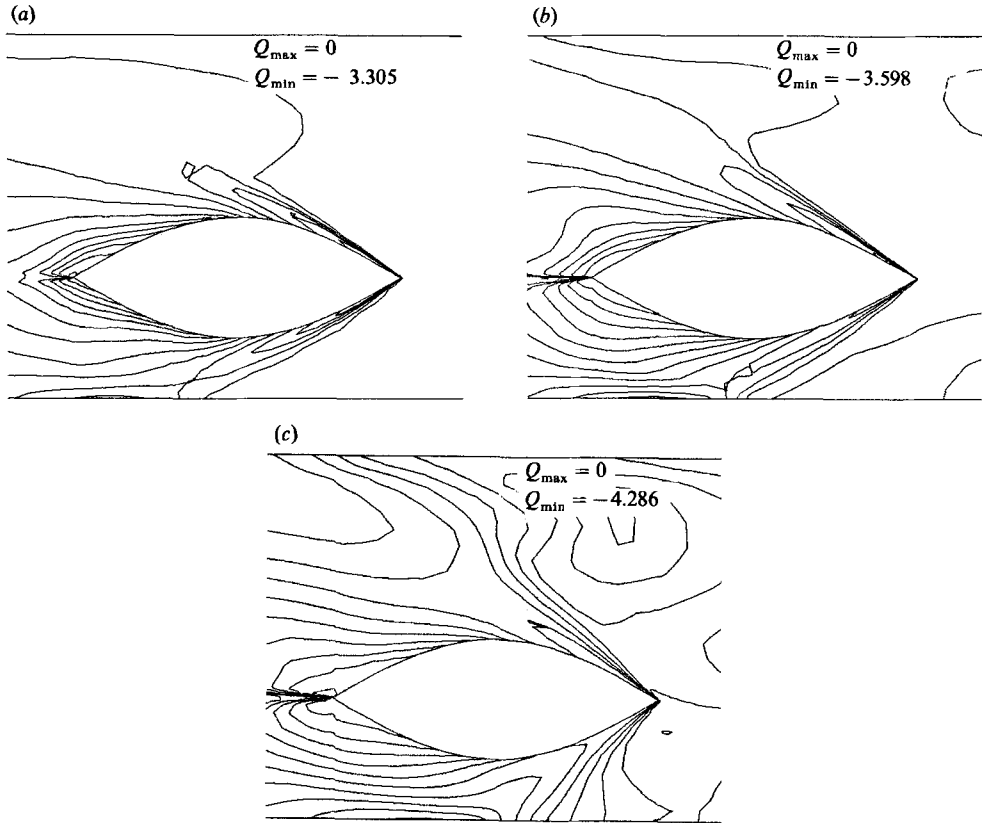 (a)
Q_max = 0
Q_min = − 3.305
(b)
Q_max = 0
Q_min = −3.598
(c)
Q_max = 0
Q_min = −4.286